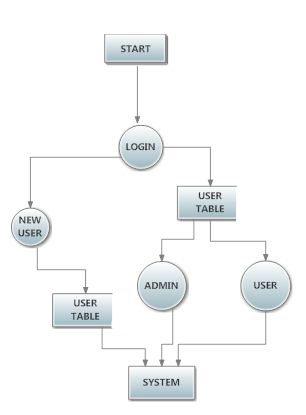 START
LOGIN
USER
TABLE
NEW
USER
ADMIN
USER
USER
TABLE
SYSTEM